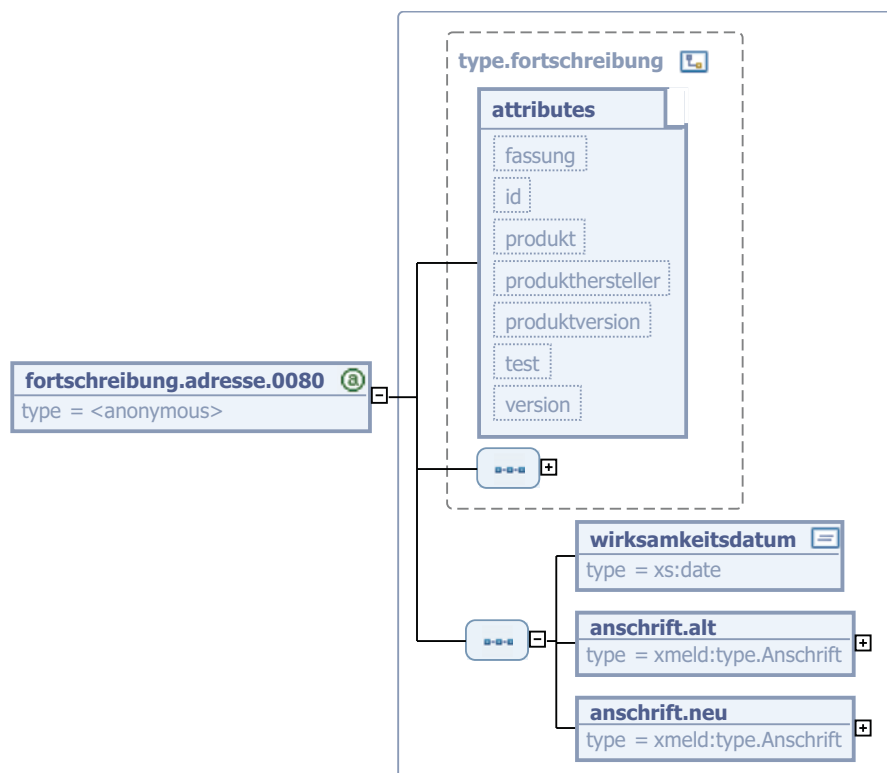 type.fortschreibung
attributes
fassung
id
produkt
produkthersteller
produktversion
test
version
fortschreibung.adresse.0080
type = <anonymous>
wirksamkeitsdatum
type = xs:date
anschrift.alt
type = xmeld:type.Anschrift
anschrift.neu
type = xmeld:type.Anschrift